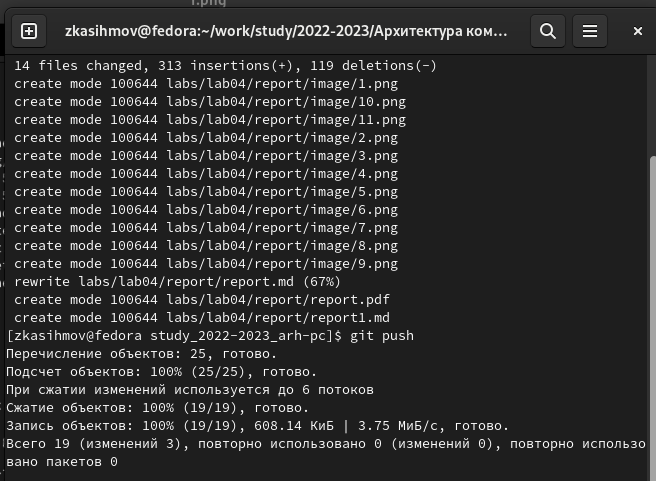 zkasihmov@fedora:~/work/study/2022-2023/Архитектура ком...
14 files changed, 313 insertions(+), 119 deletions(-)
create mode 100644 labs/lab04/report/image/1.png
create mode 100644 labs/lab04/report/image/10.png
create mode 100644 labs/lab04/report/image/11.png
create mode 100644 labs/lab04/report/image/2.png
create mode 100644 labs/lab04/report/image/3.png
create mode 100644 labs/lab04/report/image/4.png
create mode 100644 labs/lab04/report/image/5.png
create mode 100644 labs/lab04/report/image/6.png
create mode 100644 labs/lab04/report/image/7.png
create mode 100644 labs/lab04/report/image/8.png
create mode 100644 labs/lab04/report/image/9.png
rewrite labs/lab04/report/report.md (67%)
create mode 100644 labs/lab04/report/report.pdf
create mode 100644 labs/lab04/report/report1.md
[zkasihmov@fedora study_2022-2023_arh-pc]$ git push
Перечисление объектов: 25, готово.
Подсчет объектов: 100% (25/25), готово.
При сжатии изменений используется до 6 потоков
Сжатие объектов: 100% (19/19), готово.
Запись объектов: 100% (19/19), 608.14 КиБ | 3.75 МиБ/с, готово.
Всего 19 (изменений 3), повторно использовано 0 (изменений 0), повторно использо
вано пакетов 0